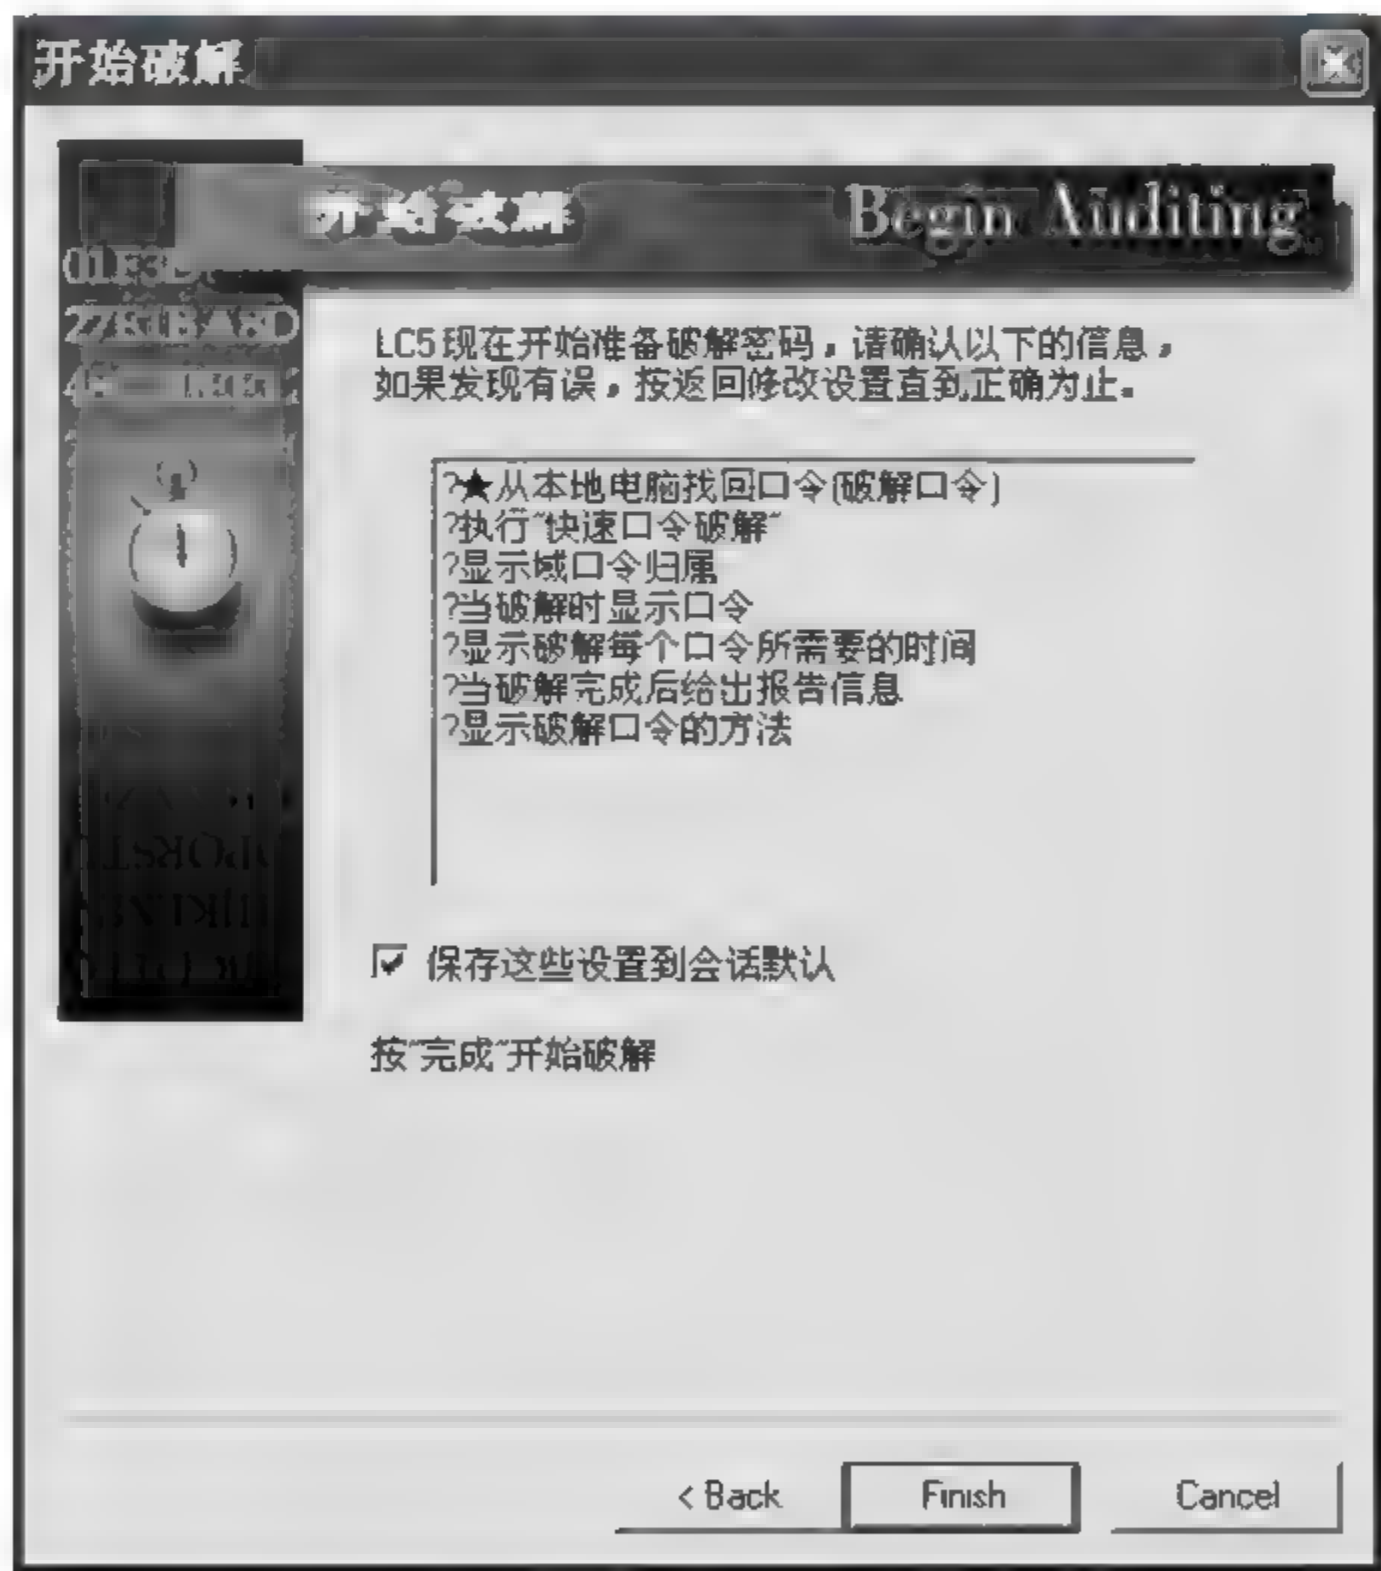 开始破解
开始破解 Begin Auditing
22E1BA8D
LC5现在开始准备破解密码，请确认以下的信息，
如果发现有误，按返回修改设置直到正确为止。
?★从本地电脑找回口令(破解口令)
?执行"快速口令破解"
?显示域口令归属
?当破解时显示口令
?显示破解每个口令所需要的时间
?当破解完成后给出报告信息
?显示破解口令的方法
保存这些设置到会话默认
按"完成"开始破解
< Back Finish Cancel